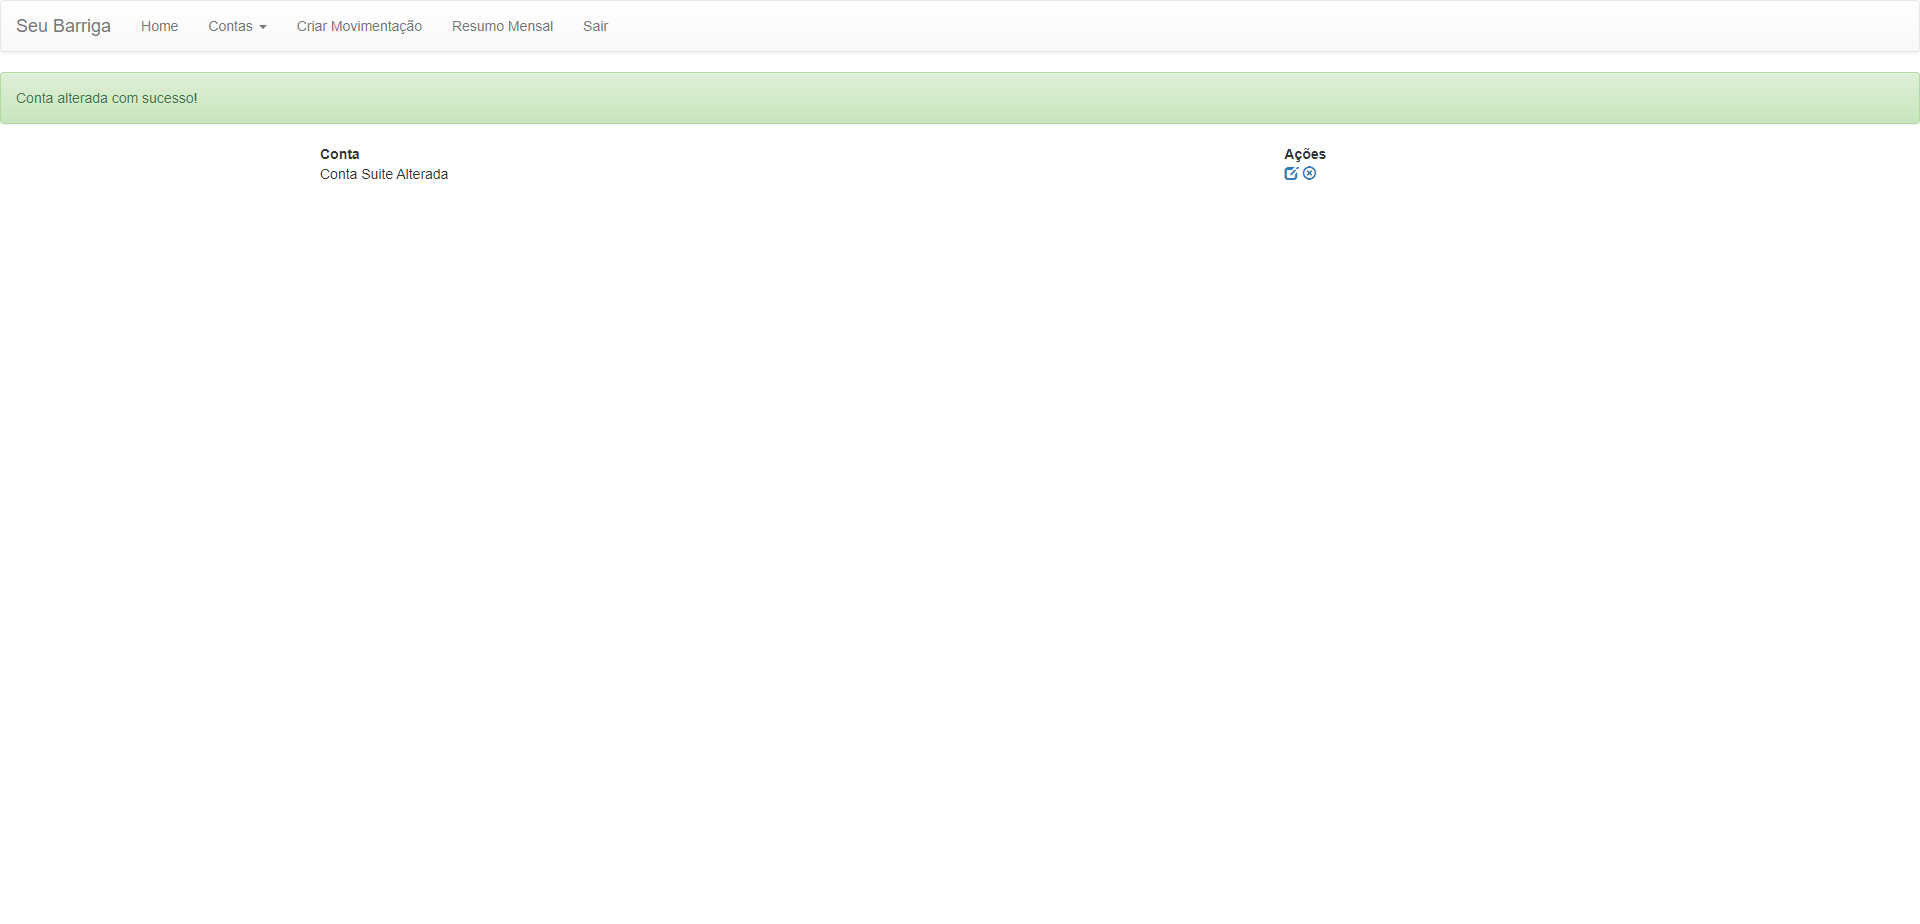 Seu Barriga Home Contas Criar Movimentação Resumo Mensal Sair
Conta alterada com sucesso!
Conta Ações
Conta Suite Alterada